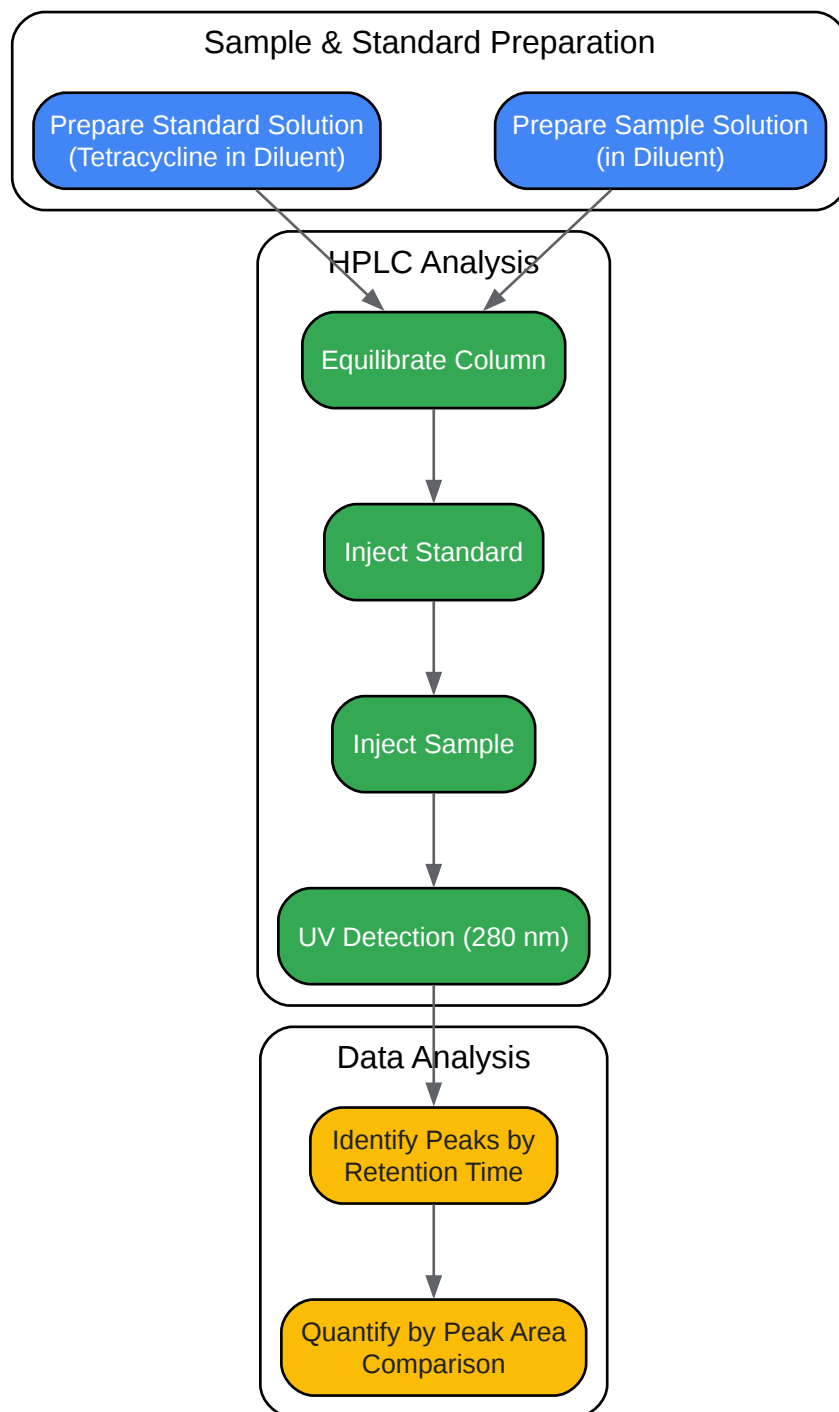 Sample & Standard Preparation
Prepare Standard Solution
(Tetracycline in Diluent)
Prepare Sample Solution
(in Diluent)
HPLC Analysis
Equilibrate Column
Inject Standard
Inject Sample
UV Detection (280 nm)
Data Analysis
Identify Peaks by
Retention Time
Quantify by Peak Area
Comparison